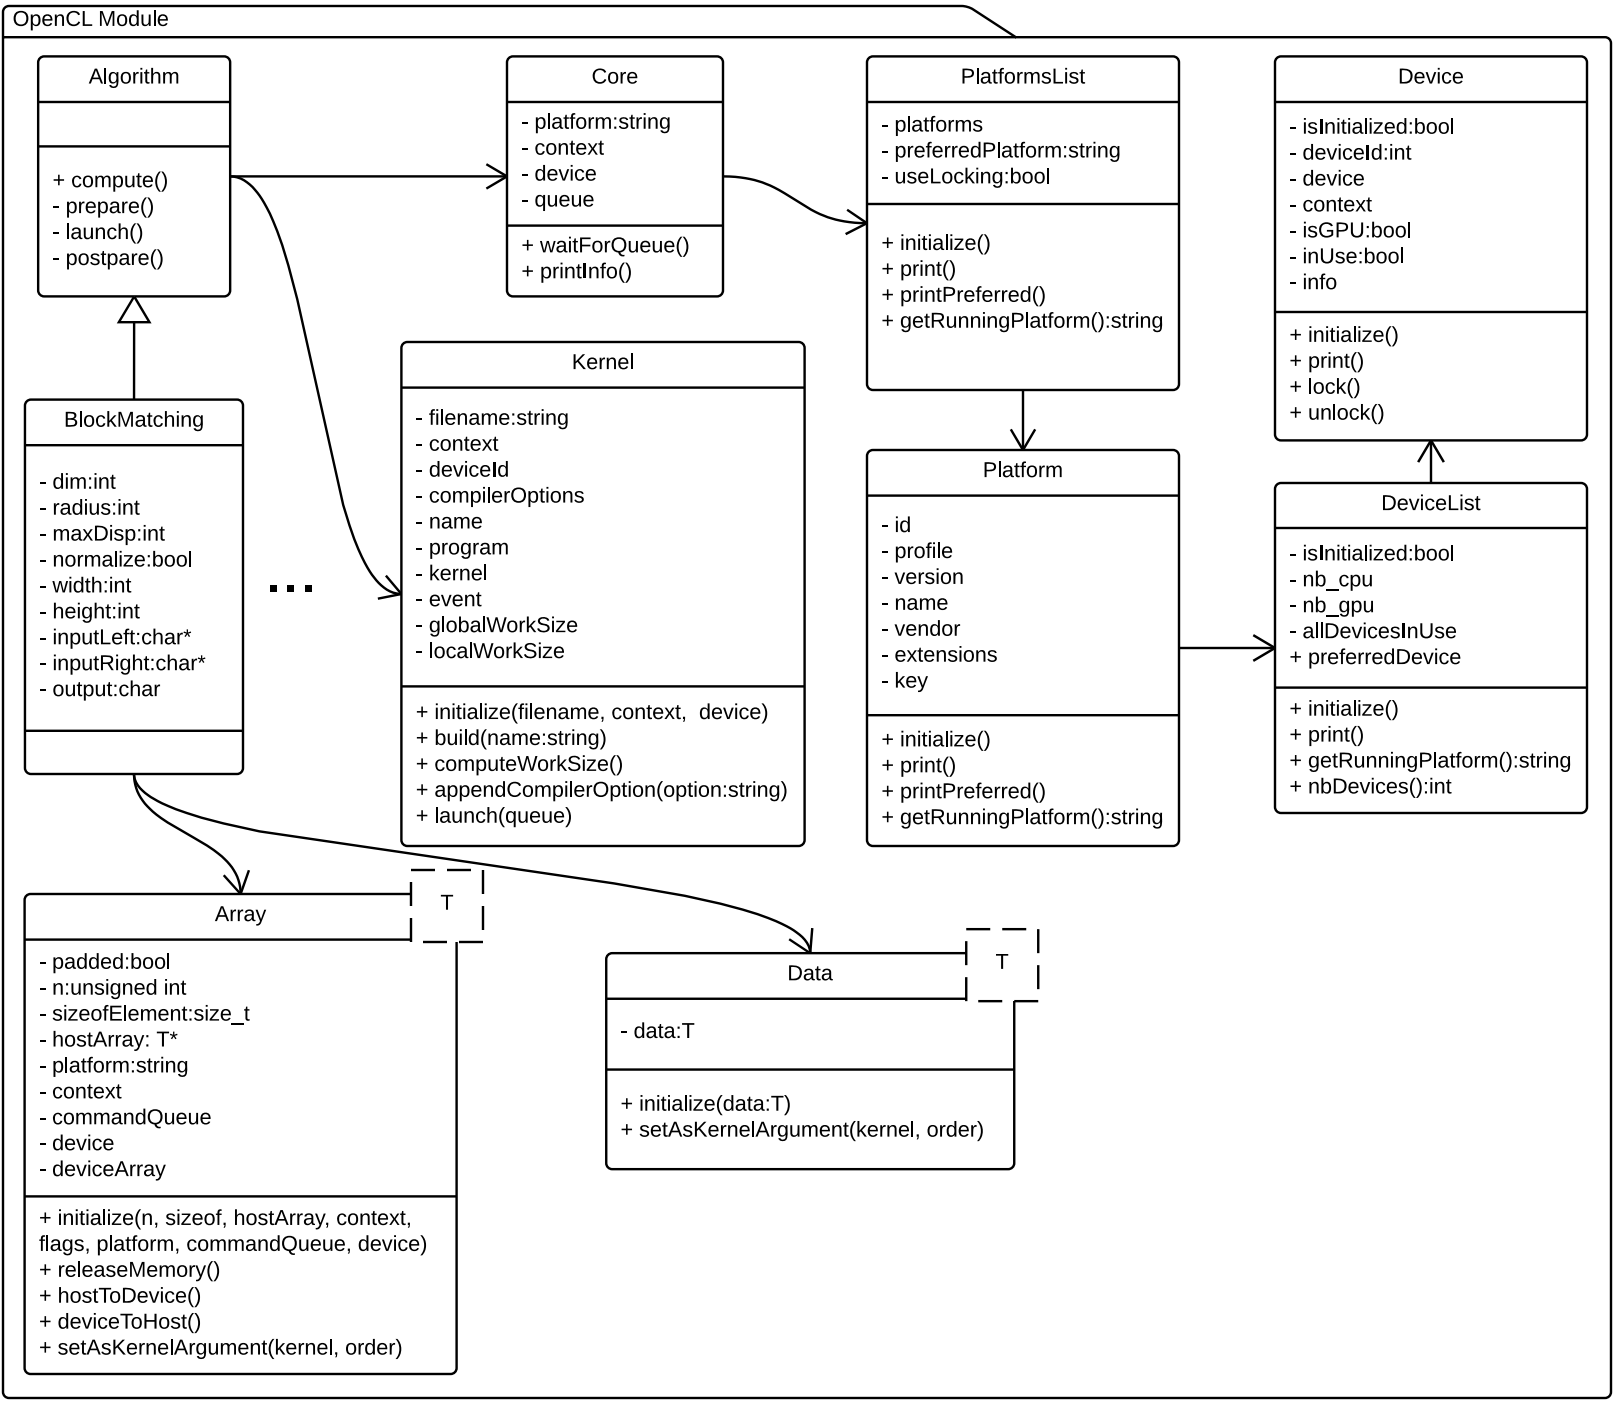 OpenCL Module
Algorithm
+ compute()
- prepare()
- launch()
- postpare()
Core
- platform:string
- context
- device
- queue
+ waitForQueue()
+ printInfo()
PlatformsList
- platforms
- preferredPlatform:string
- useLocking:bool
+ initialize()
+ print()
+ printPreferred()
+ getRunningPlatform():string
Device
- isInitialized:bool
- deviceId:int
- device
- context
- isGPU:bool
- inUse:bool
- info
+ initialize()
+ print()
+ lock()
+ unlock()
BlockMatching
- dim:int
- radius:int
- maxDisp:int
- normalize:bool
- width:int
- height:int
- inputLeft:char*
- inputRight:char*
- output:char
...
Kernel
- filename:string
- context
- deviceId
- compilerOptions
- name
- program
- kernel
- event
- globalWorkSize
- localWorkSize
+ initialize(filename, context,  device)
+ build(name:string)
+ computeWorkSize()
+ appendCompilerOption(option:string)
+ launch(queue)
Platform
- id
- profile
- version
- name
- vendor
- extensions
- key
+ initialize()
+ print()
+ printPreferred()
+ getRunningPlatform():string
DeviceList
- isInitialized:bool
- nb_cpu
- nb_gpu
- allDevicesInUse
+ preferredDevice
+ initialize()
+ print()
+ getRunningPlatform():string
+ nbDevices():int
Array
T
- padded:bool
- n:unsigned int
- sizeofElement:size_t
- hostArray: T*
- platform:string
- context
- commandQueue
- device
- deviceArray
+ initialize(n, sizeof, hostArray, context,
flags, platform, commandQueue, device)
+ releaseMemory()
+ hostToDevice()
+ deviceToHost()
+ setAsKernelArgument(kernel, order)
Data
T
- data:T
+ initialize(data:T)
+ setAsKernelArgument(kernel, order)